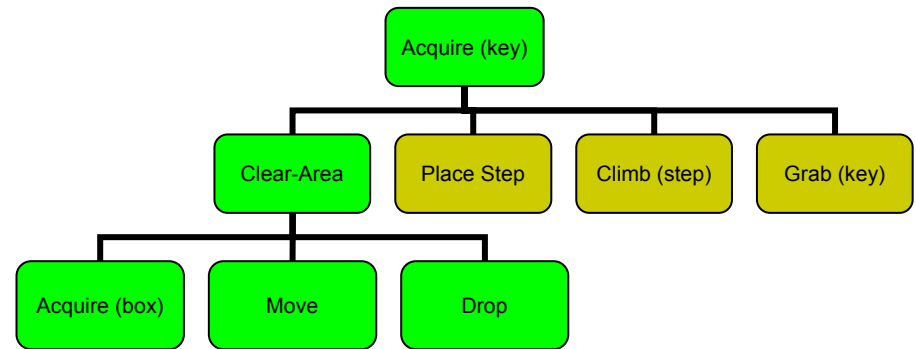 Acquire (key)
Clear-Area
Place Step
Climb (step)
Grab (key)
Acquire (box)
Move
Drop